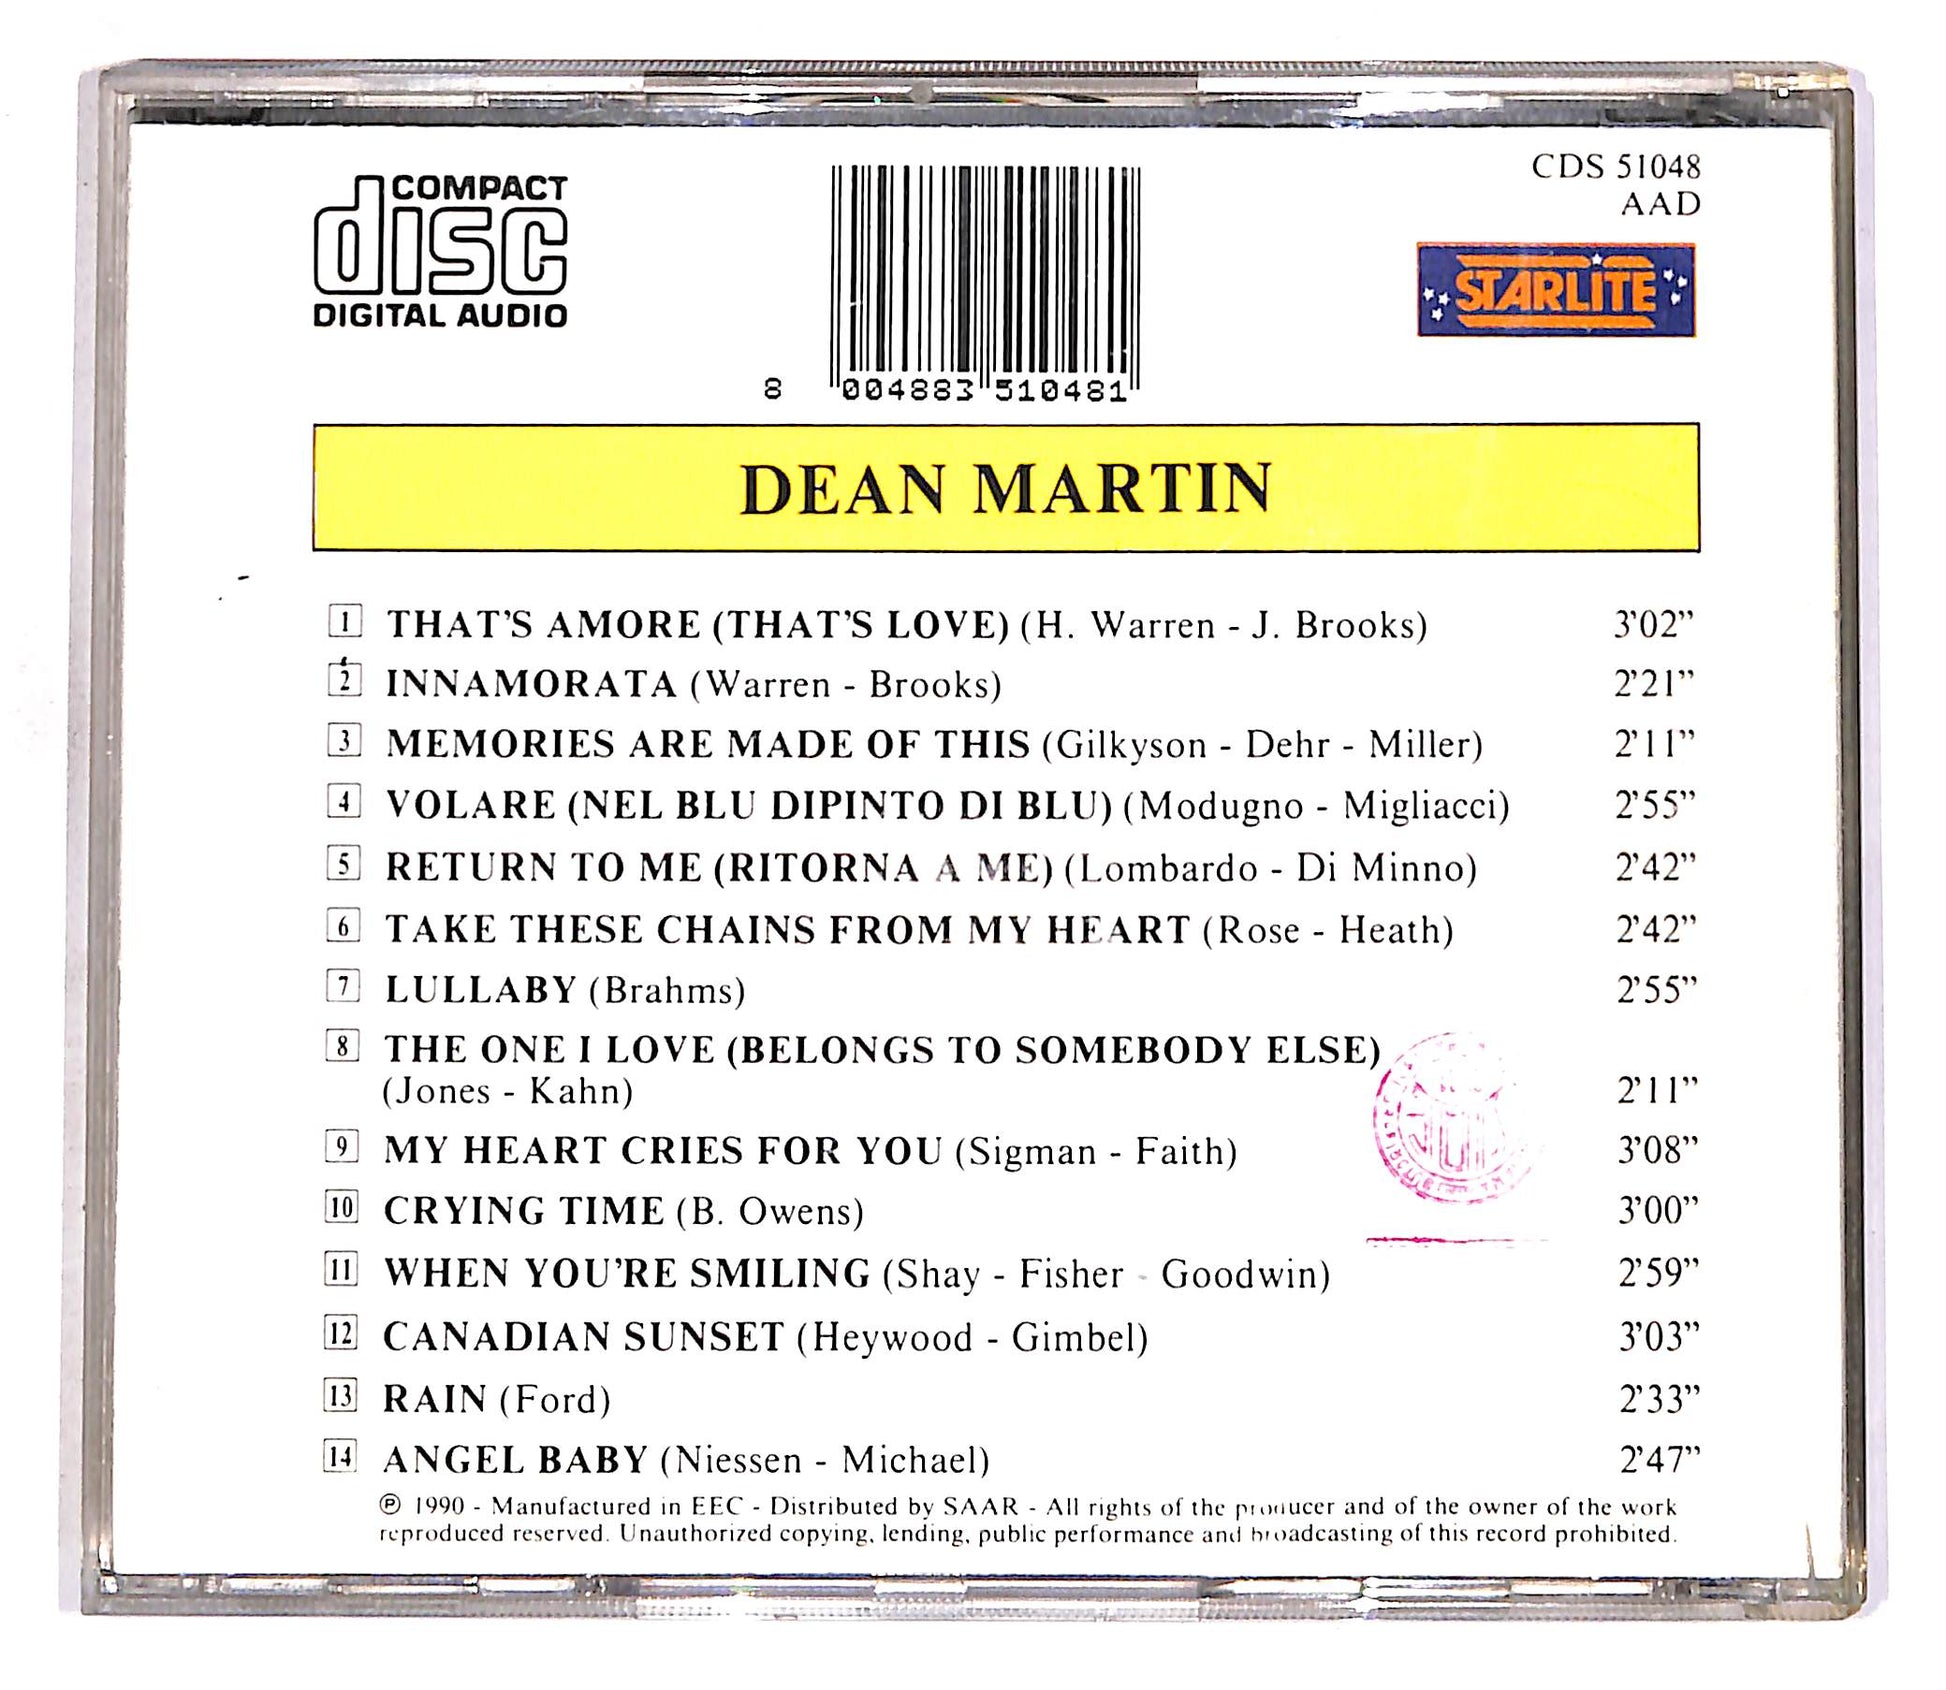 COMPACT
disc
DIGITAL AUDIO
8 004883 510481
CDS 51048
AAD
STARLITE
DEAN MARTIN
1 THAT'S AMORE (THAT'S LOVE) (H. Warren - J. Brooks) 3'02”
2 INNAMORATA (Warren - Brooks) 2'21”
3 MEMORIES ARE MADE OF THIS (Gilkyson - Dehr - Miller) 2'11”
4 VOLARE (NEL BLU DIPINTO DI BLU) (Modugno - Migliacci) 2'55”
5 RETURN TO ME (RITORNA A ME) (Lombardo - Di Minno) 2'42”
6 TAKE THESE CHAINS FROM MY HEART (Rose - Heath) 2'42”
7 LULLABY (Brahms) 2'55”
8 THE ONE I LOVE (BELONGS TO SOMEBODY ELSE)
(Jones - Kahn) 2'11”
9 MY HEART CRIES FOR YOU (Sigman - Faith) 3'08”
10 CRYING TIME (B. Owens) 3'00”
11 WHEN YOU'RE SMILING (Shay - Fisher - Goodwin) 2'59”
12 CANADIAN SUNSET (Heywood - Gimbel) 3'03”
13 RAIN (Ford) 2'33”
14 ANGEL BABY (Niessen - Michael) 2'47”
℗ 1990 - Manufactured in EEC - Distributed by SAAR - All rights of the producer and of the owner of the work
reproduced reserved. Unauthorized copying, lending, public performance and broadcasting of this record prohibited.